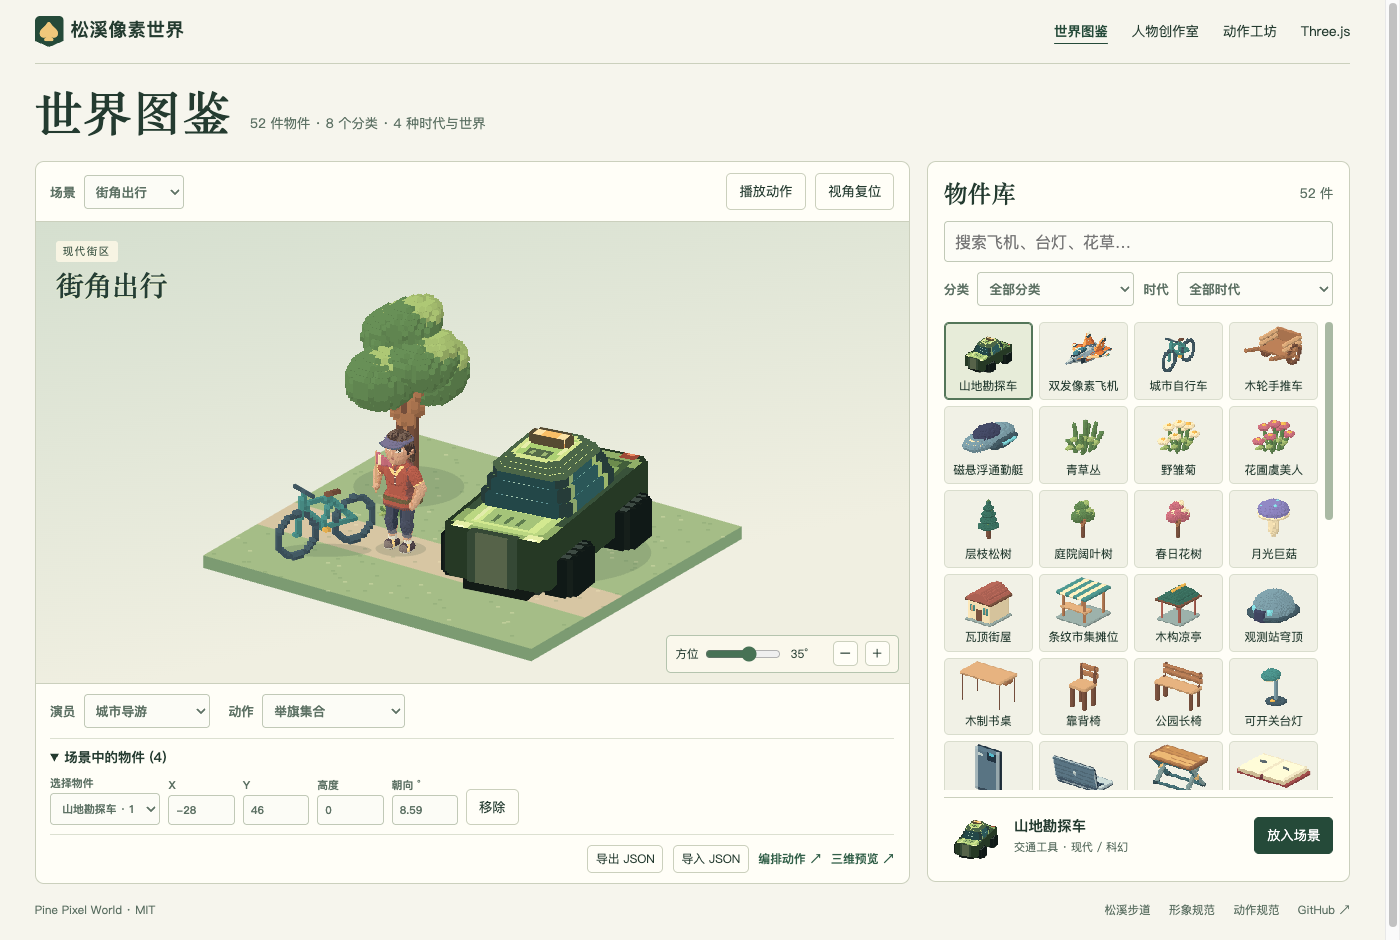 松溪像素世界
世界图鉴 人物创作室 动作工坊 Three.js
世界图鉴
52 件物件 · 8 个分类 · 4 种时代与世界
场景 街角出行 播放动作 视角复位
现代街区
街角出行
方位 35° − +
演员 城市导游 动作 举旗集合
▼ 场景中的物件 (4)
选择物件 X Y 高度 朝向 °
山地勘探车 · 1 −28 46 0 8.59 移除
导出 JSON 导入 JSON 编排动作 ↗ 三维预览 ↗
物件库 52 件
搜索飞机、台灯、花草…
分类 全部分类 时代 全部时代
山地勘探车 双发像素飞机 城市自行车 木轮手推车
磁悬浮通勤艇 青草丛 野雏菊 花圃虞美人
层枝松树 庭院阔叶树 春日花树 月光巨菇
瓦顶街屋 条纹市集摊位 木构凉亭 观测站穹顶
木制书桌 靠背椅 公园长椅 可开关台灯
山地勘探车
交通工具 · 现代 / 科幻
放入场景
Pine Pixel World · MIT
松溪步道 形象规范 动作规范 GitHub ↗